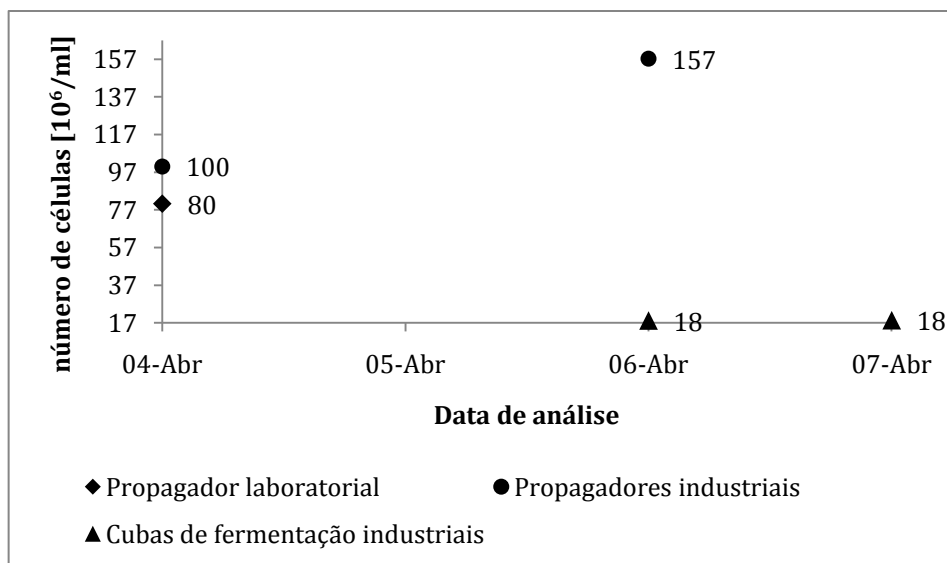 número de células [10⁶/ml]
157
137
117
97
77
57
37
17
157
100
80
18
18
04-Abr
05-Abr
06-Abr
07-Abr
Data de análise
Propagador laboratorial
Propagadores industriais
Cubas de fermentação industriais